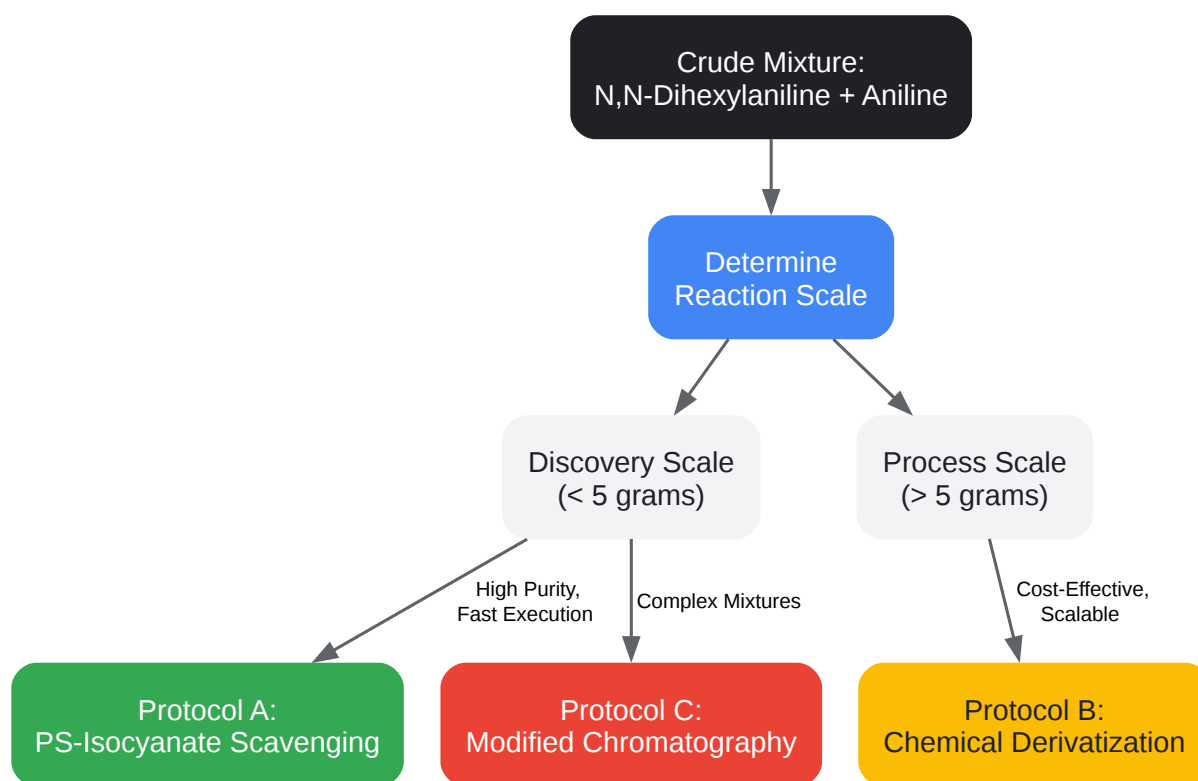 Crude Mixture:
N,N-Dihexylaniline + Aniline
Determine
Reaction Scale
Discovery Scale
(< 5 grams)
Process Scale
(> 5 grams)
High Purity,
Fast Execution
Complex Mixtures
Cost-Effective,
Scalable
Protocol A:
PS-Isocyanate Scavenging
Protocol C:
Modified Chromatography
Protocol B:
Chemical Derivatization